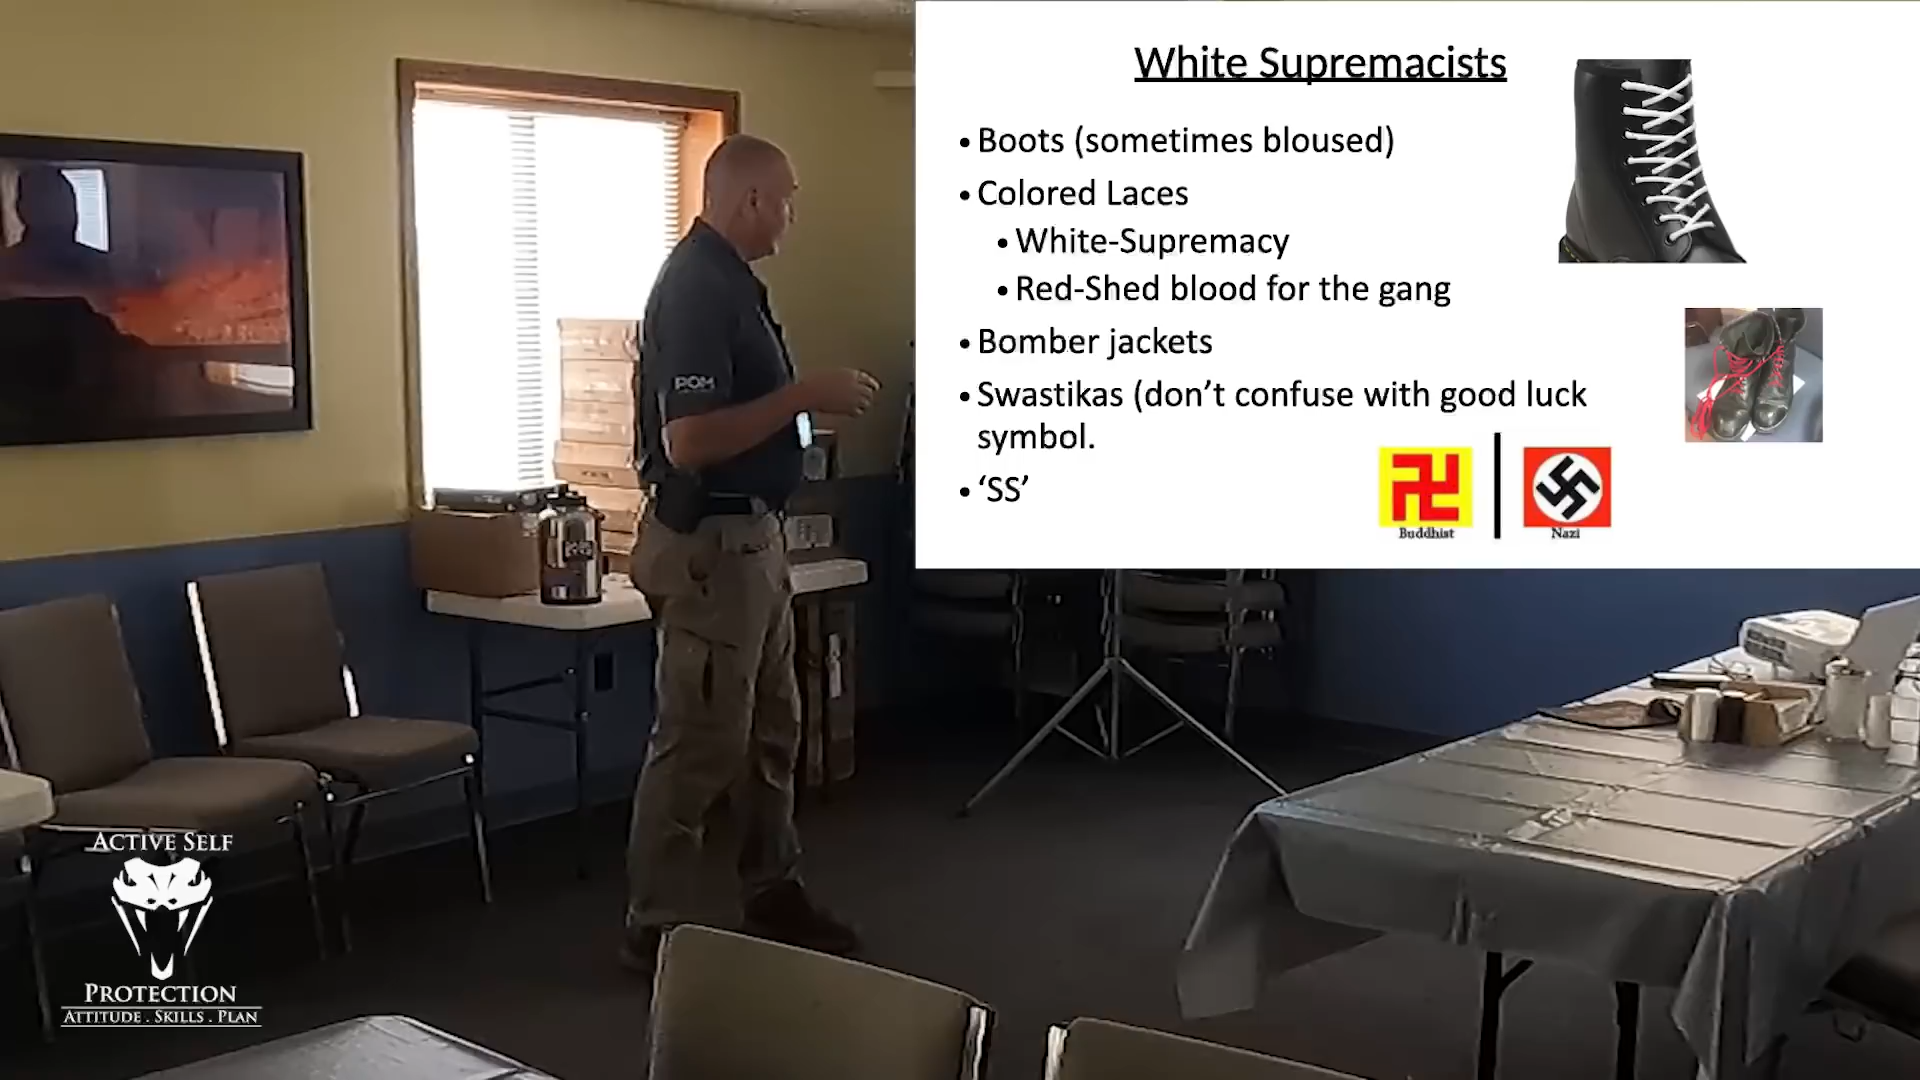 White Supremacists
• Boots (sometimes bloused)
• Colored Laces
• White-Supremacy
• Red-Shed blood for the gang
• Bomber jackets
• Swastikas (don’t confuse with good luck
symbol.
• ‘SS’
Buddhist
Nazi
POM
ACTIVE SELF
PROTECTION
ATTITUDE . SKILLS . PLAN